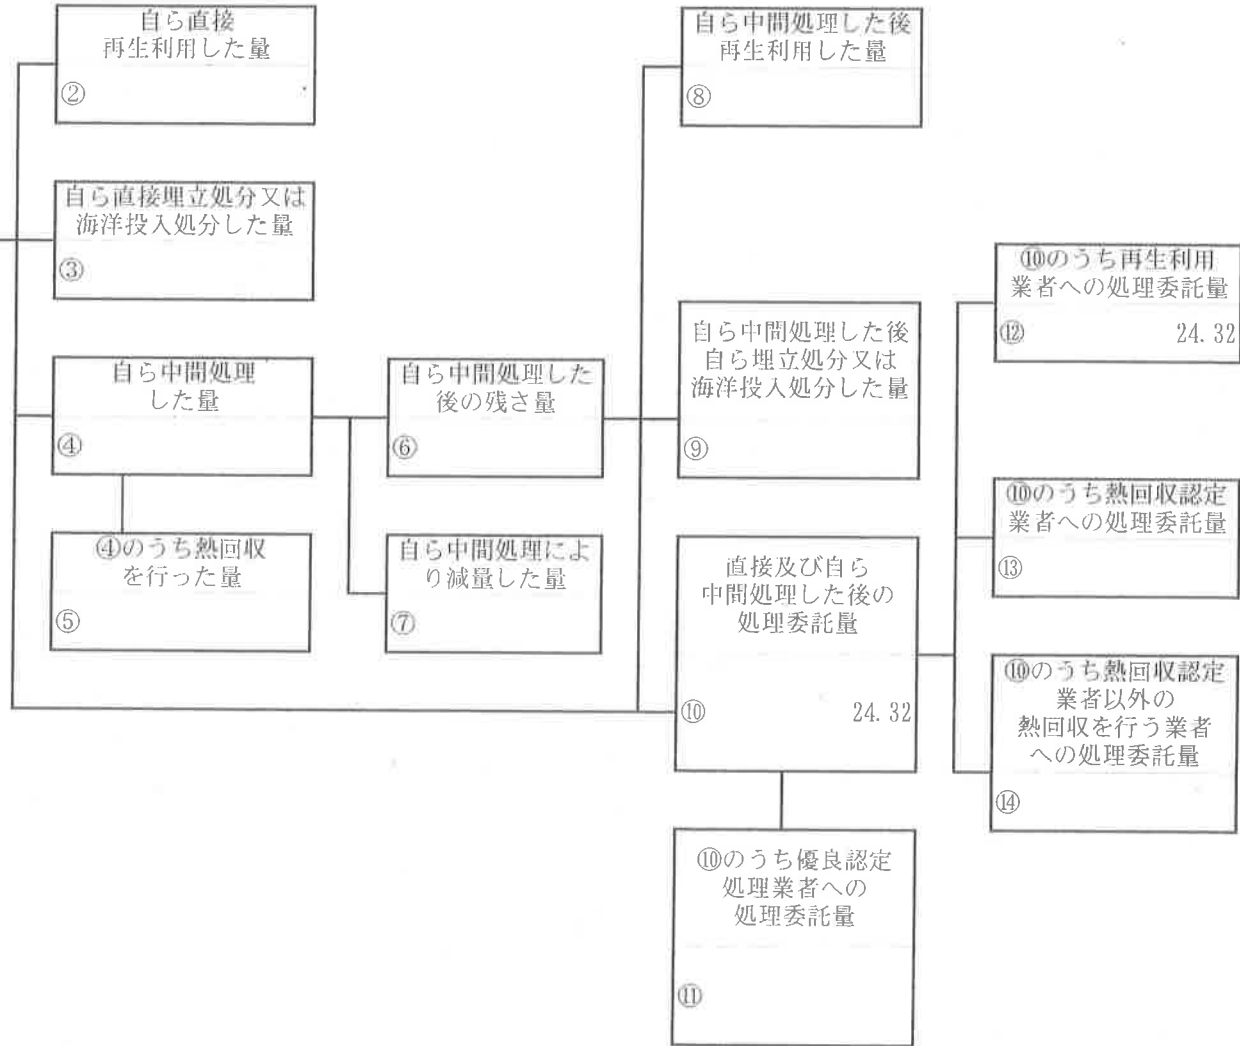 自ら直接
再生利用した量
②
自ら中間処理した後
再生利用した量
⑧
自ら直接埋立処分又は
海洋投入処分した量
③
⑩のうち再生利用
業者への処理委託量
⑫ 24.32
自ら中間処理した後
自ら埋立処分又は
海洋投入処分した量
⑨
自ら中間処理
した量
④
自ら中間処理した
後の残さ量
⑥
⑩のうち熱回収認定
業者への処理委託量
⑬
④のうち熱回収
を行った量
⑤
自ら中間処理によ
り減量した量
⑦
直接及び自ら
中間処理した後の
処理委託量
⑩ 24.32
⑩のうち熱回収認定
業者以外の
熱回収を行う業者
への処理委託量
⑭
⑩のうち優良認定
処理業者への
処理委託量
⑪